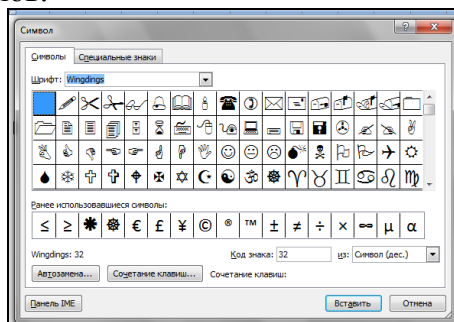 Символ
Символы Специальные знаки
Шрифт: Wingdings
Ранее использовавшиеся символы:
≤ ≥ € £ ¥ © ® ™ ± ≠ ÷ × ∞ µ α
Wingdings: 32 Код знака: 32 из: Символ (дес.)
Автозамена... Сочетание клавиш... Сочетание клавиш:
Панель IME Вставить Отмена